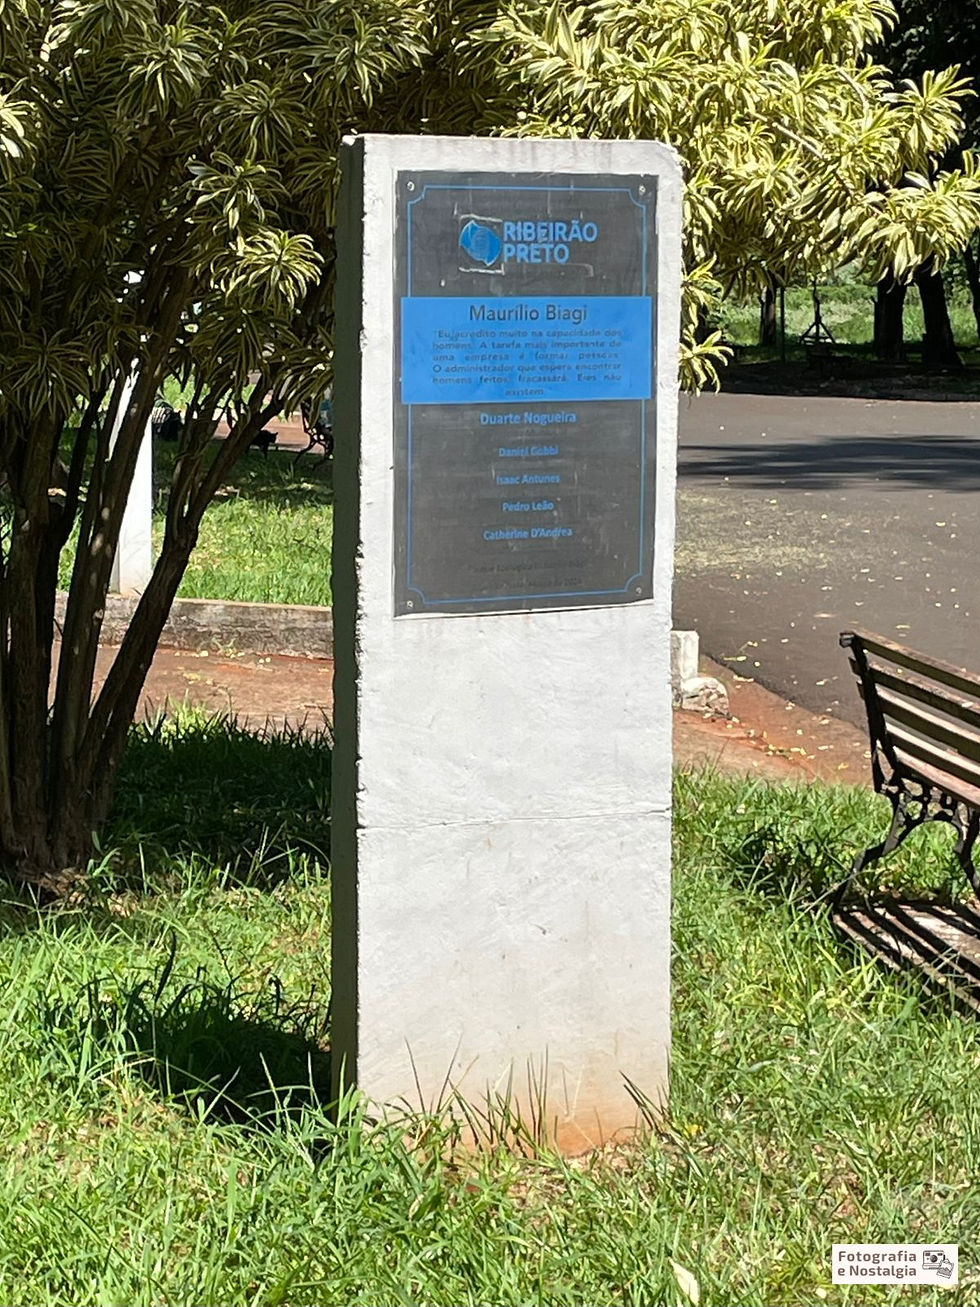 RIBEIRÃO
PRETO
Maurílio Biagi
"Eu acredito muito na capacidade dos
homens. A tarefa mais importante de
uma empresa é formar pessoas.
O administrador que espera encontrar
homens feitos, fracassará. Eles não
existem
Duarte Nogueira
Daniel Gobbi
Isaac Antunes
Pedro Leão
Catherine D'Andrea
Fotografia
e Nostalgia